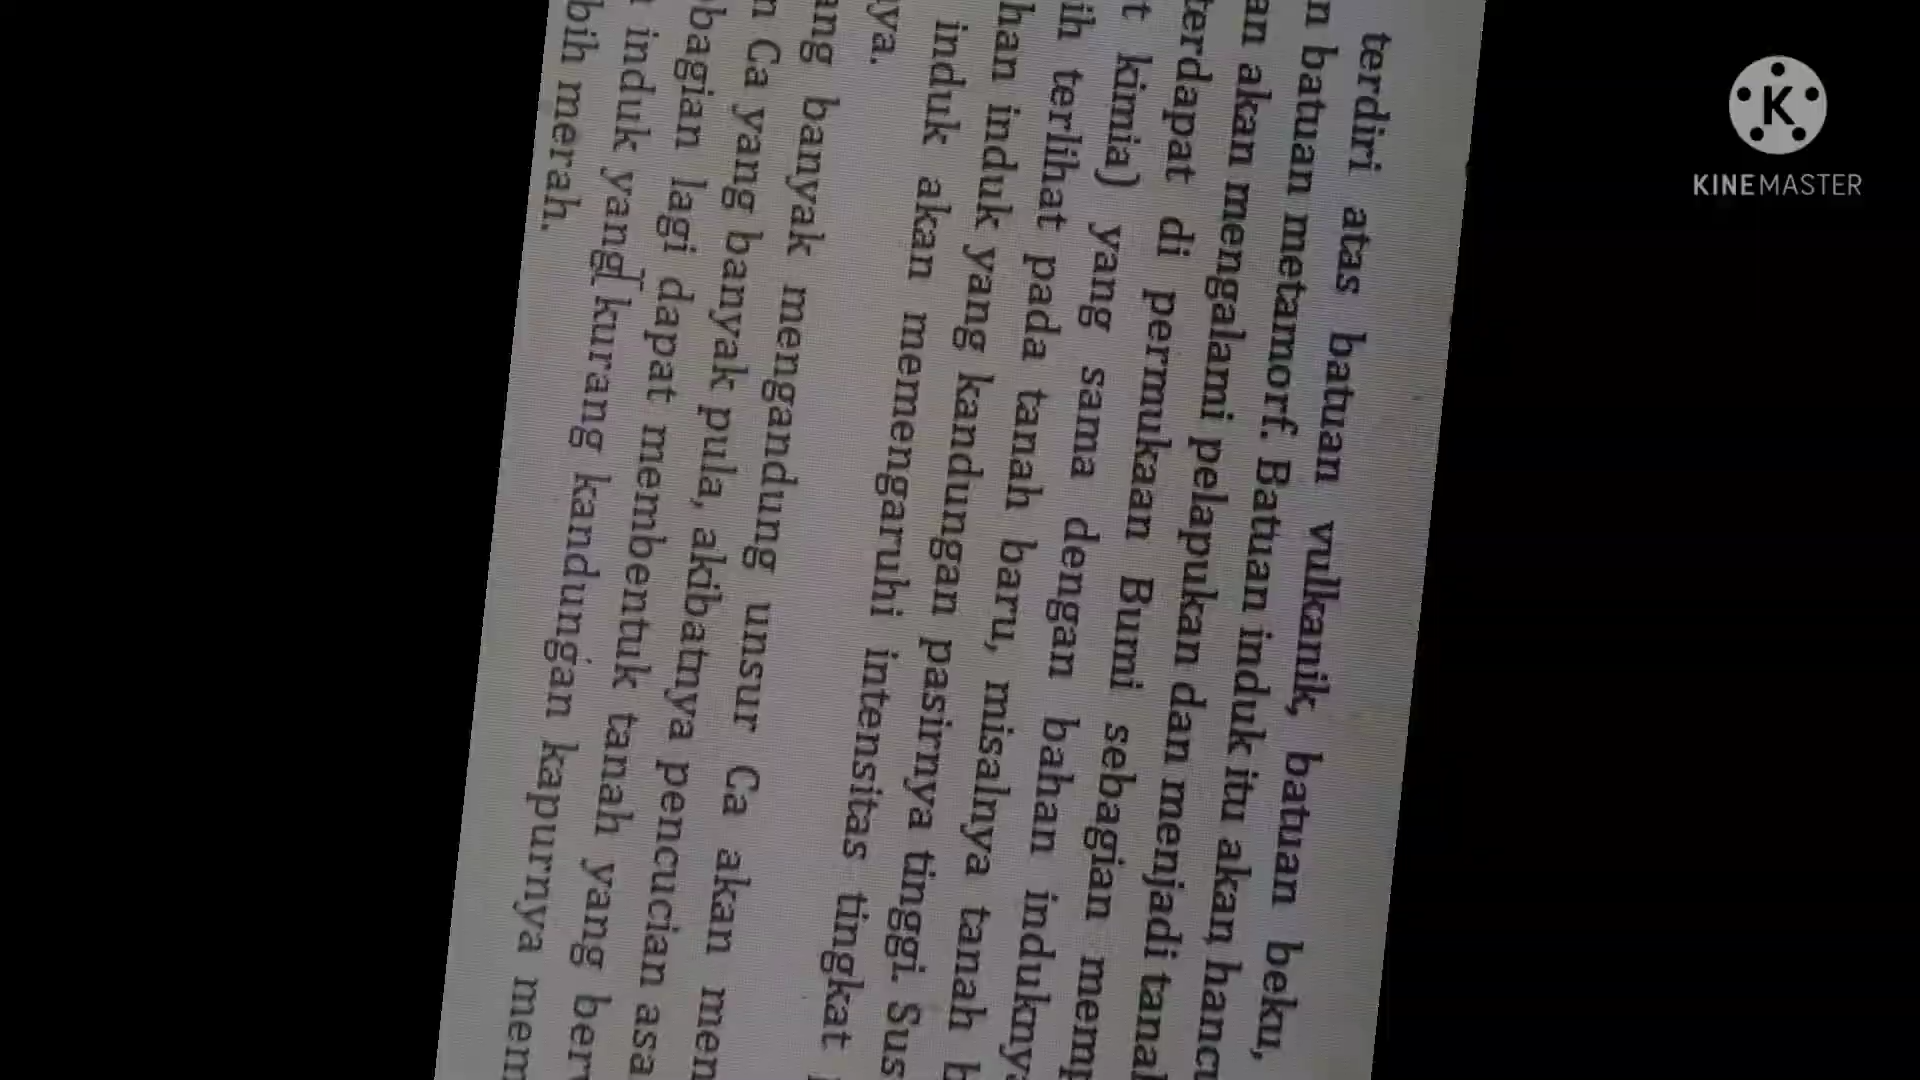 terdiri atas batuan vulkanik, batuan beku,
n batuan metamorf. Batuan induk itu akan hancu
an akan mengalami pelapukan dan menjadi tanah
terdapat di permukaan Bumi sebagian memp
t kimia) yang sama dengan bahan induknya
ih terlihat pada tanah baru, misalnya tanah b
han induk yang kandungan pasirnya tinggi. Sus
induk akan memengaruhi intensitas tingkat
ya.
ang banyak mengandung unsur Ca akan men
n Ca yang banyak pula, akibatnya pencucian asa
bagian lagi dapat membentuk tanah yang berw
induk yang kurang kandungan kapurnya mem
bih merah.
KINEMASTER